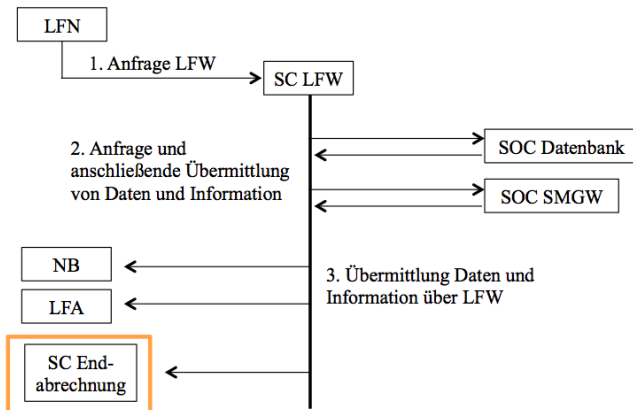 LFN
1. Anfrage LFW
SC LFW
2. Anfrage und
anschließende Übermittlung
von Daten und Information
SOC Datenbank
SOC SMGW
NB
3. Übermittlung Daten und
Information über LFW
LFA
SC End-
abrechnung